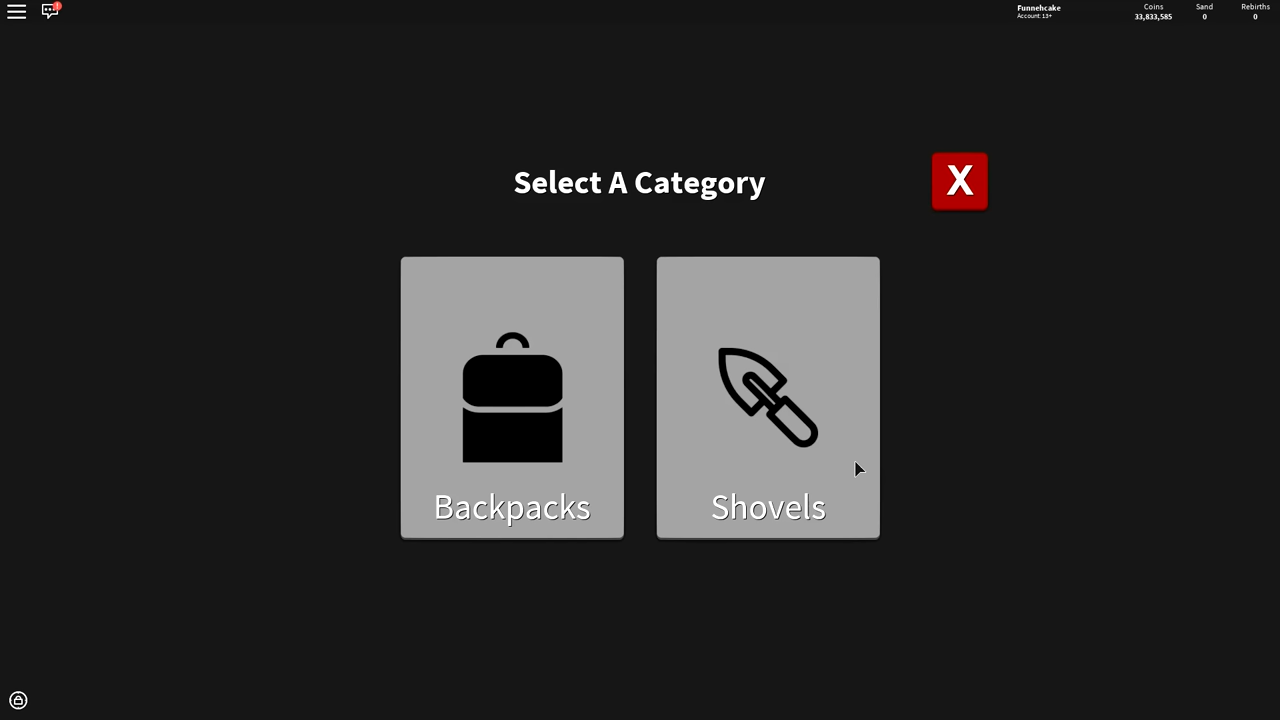 Funnehcake
Account: 13+
Coins
33,833,585
Sand
0
Rebirths
0
Select A Category
X
Backpacks
Shovels